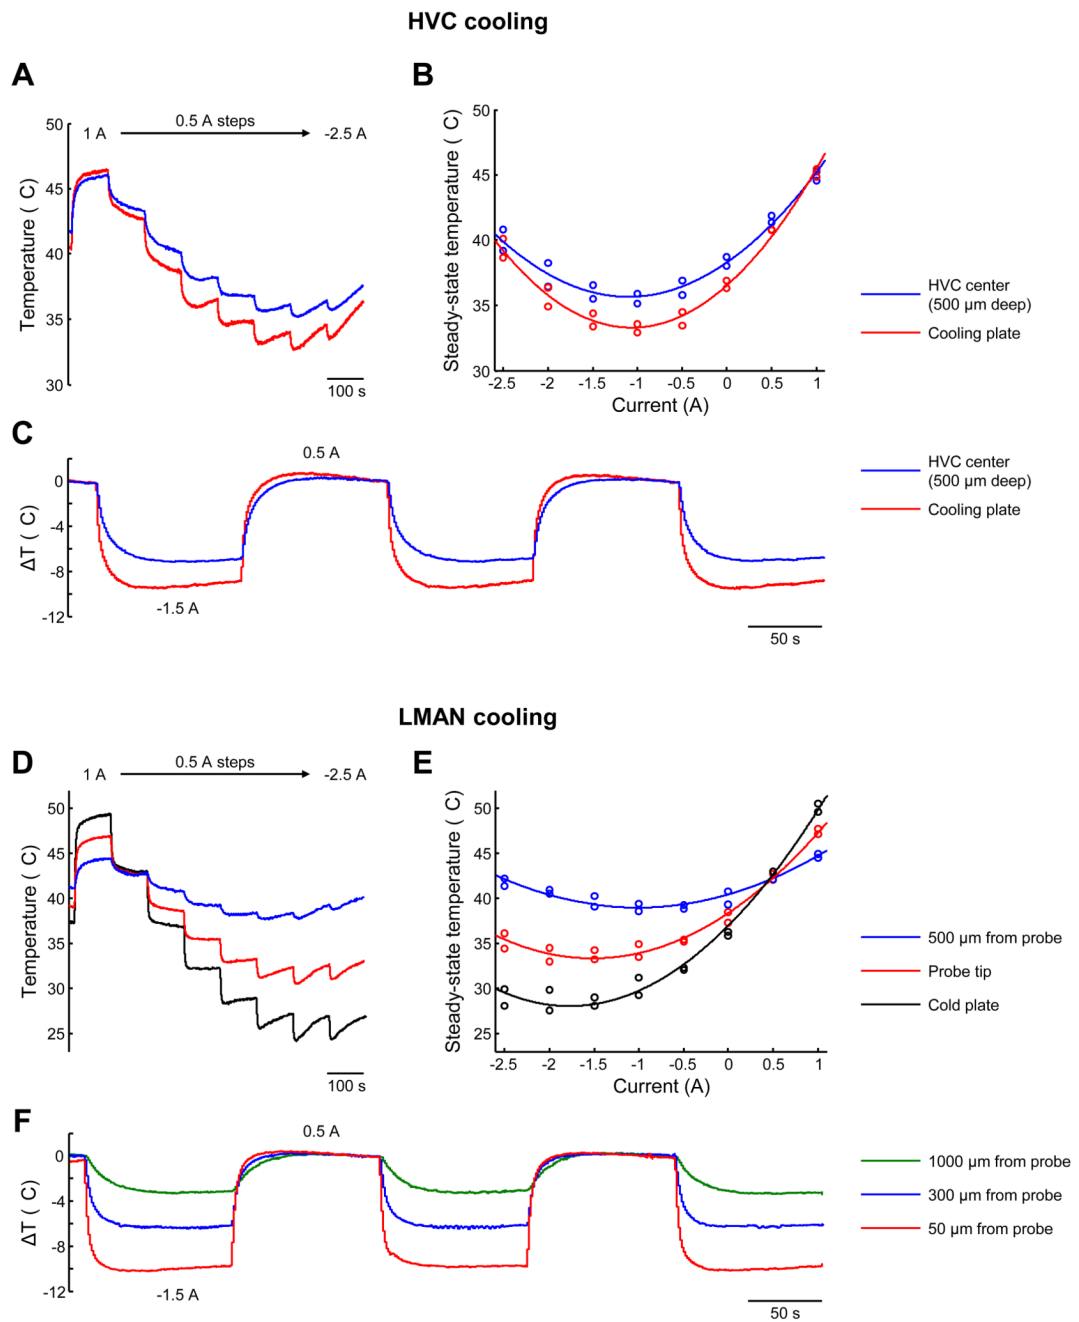 HVC cooling
A
1 A
0.5 A steps
-2.5 A
50
45
40
35
30
Temperature ( C)
100 s
B
50
45
40
35
30
Steady-state temperature ( C)
-2.5 -2 -1.5 -1 -0.5 0 0.5 1
Current (A)
HVC center
(500 µm deep)
Cooling plate
C
0.5 A
0
-4
-8
-12
ΔT ( C)
-1.5 A
50 s
HVC center
(500 µm deep)
Cooling plate
LMAN cooling
D
1 A
0.5 A steps
-2.5 A
50
45
40
35
30
25
Temperature ( C)
100 s
E
50
45
40
35
30
25
Steady-state temperature ( C)
-2.5 -2 -1.5 -1 -0.5 0 0.5 1
Current (A)
500 µm from probe
Probe tip
Cold plate
F
0.5 A
0
-4
-8
-12
ΔT ( C)
-1.5 A
50 s
1000 µm from probe
300 µm from probe
50 µm from probe